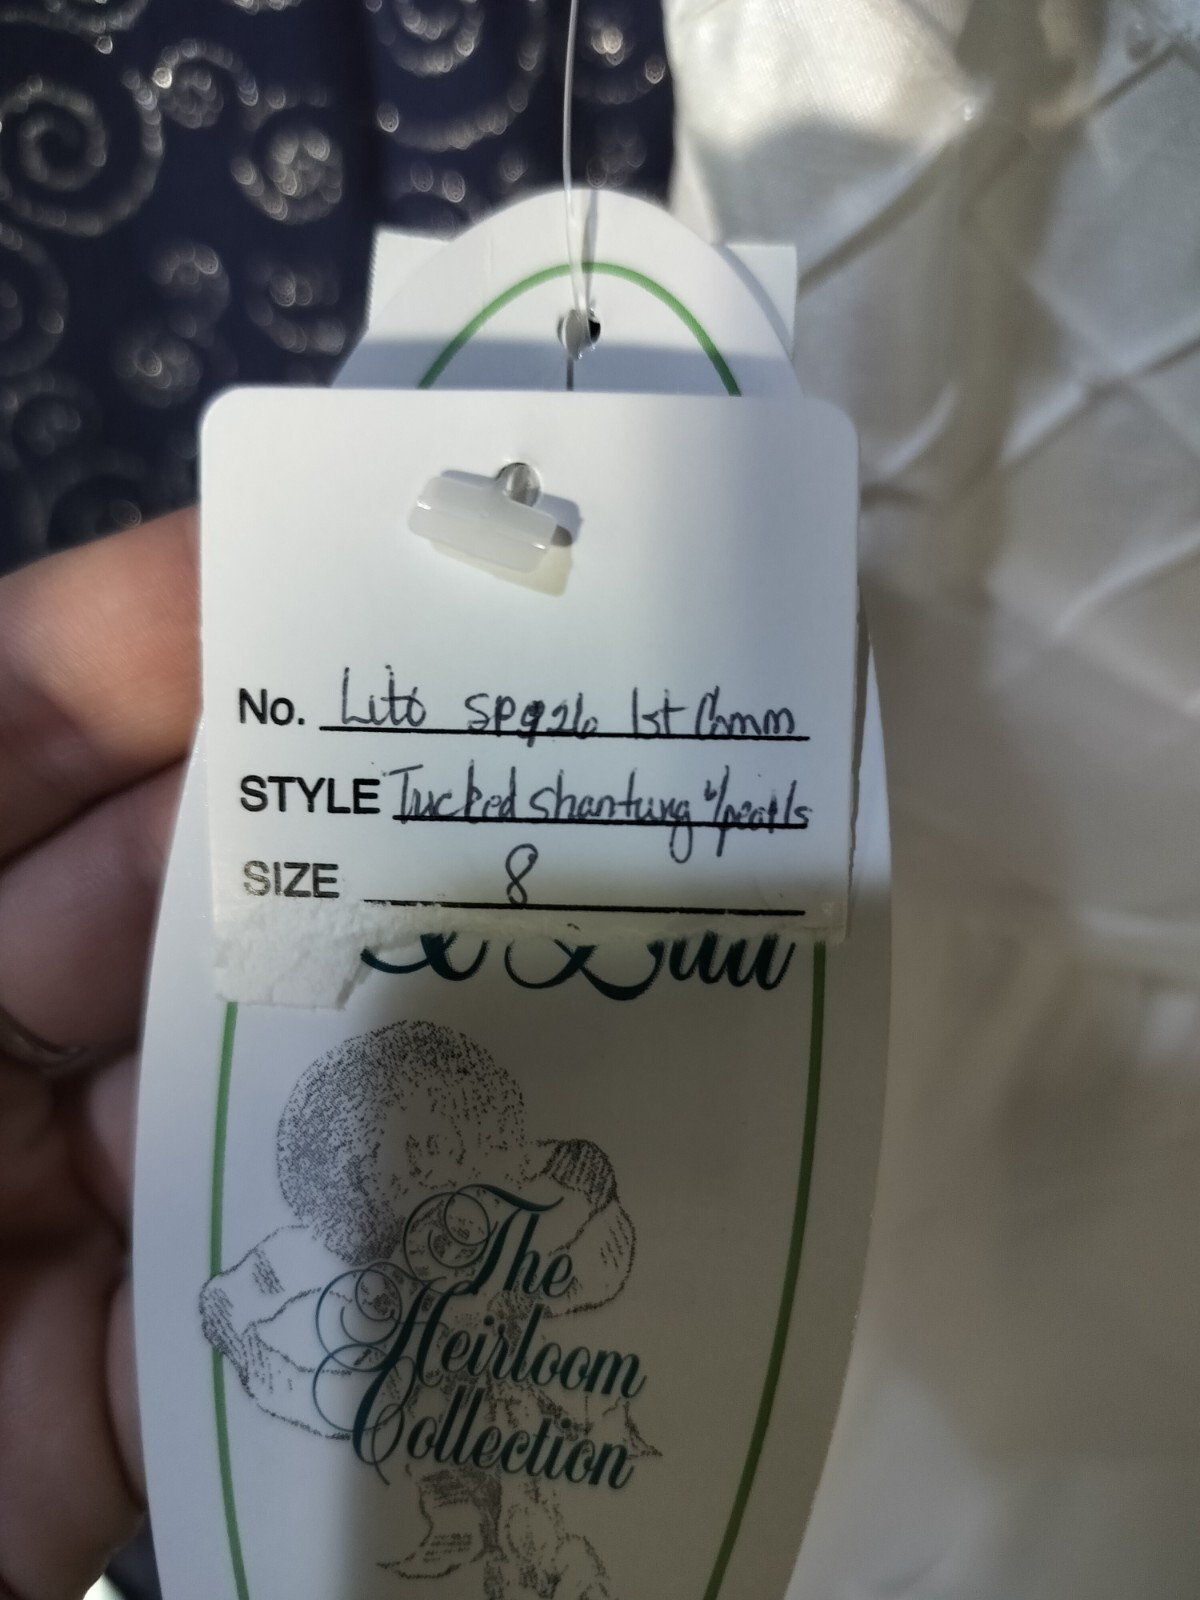 No. Lito SP926 1st Comm
STYLE Tucked shantung w/pearls
SIZE 8
The
Heirloom
Collection